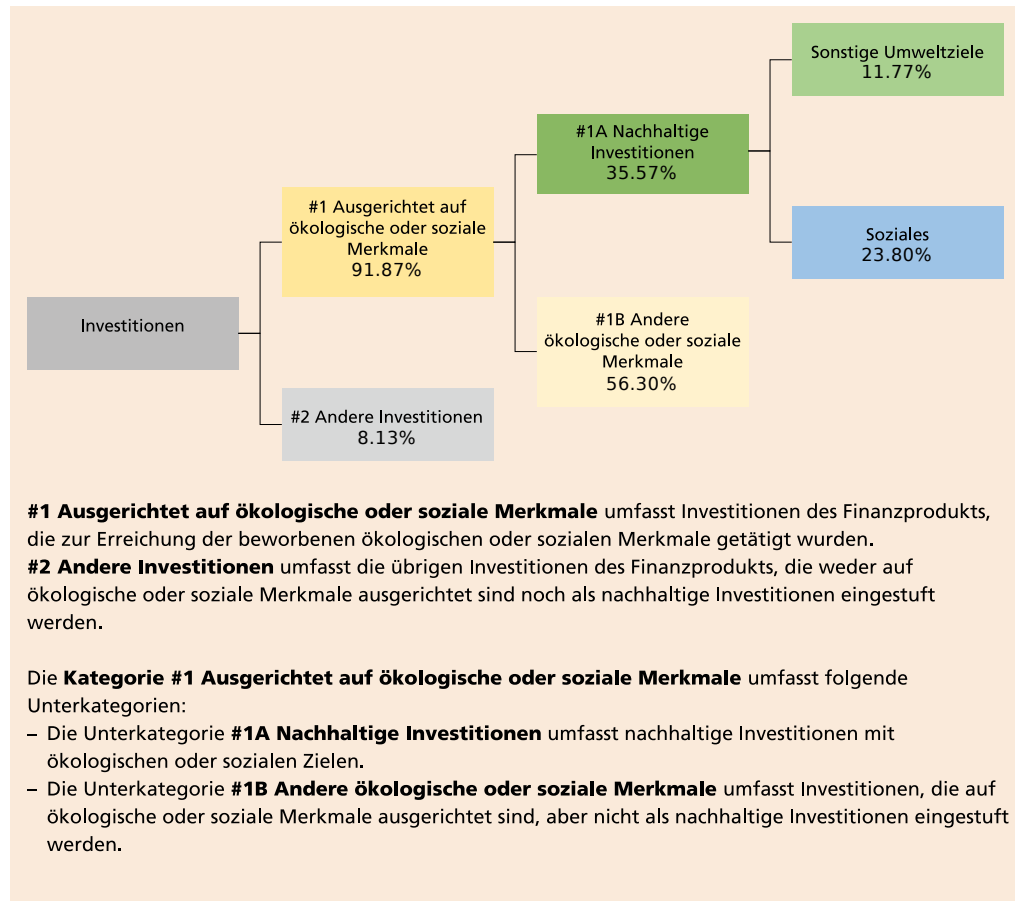 Sonstige Umweltziele
11.77%
#1A Nachhaltige
Investitionen
35.57%
#1 Ausgerichtet auf
ökologische oder soziale
Merkmale
91.87%
Soziales
23.80%
Investitionen
#1B Andere
ökologische oder soziale
Merkmale
56.30%
#2 Andere Investitionen
8.13%
#1 Ausgerichtet auf ökologische oder soziale Merkmale umfasst Investitionen des Finanzprodukts,
die zur Erreichung der beworbenen ökologischen oder sozialen Merkmale getätigt wurden.
#2 Andere Investitionen umfasst die übrigen Investitionen des Finanzprodukts, die weder auf
ökologische oder soziale Merkmale ausgerichtet sind noch als nachhaltige Investitionen eingestuft
werden.
Die Kategorie #1 Ausgerichtet auf ökologische oder soziale Merkmale umfasst folgende
Unterkategorien:
– Die Unterkategorie #1A Nachhaltige Investitionen umfasst nachhaltige Investitionen mit
ökologischen oder sozialen Zielen.
– Die Unterkategorie #1B Andere ökologische oder soziale Merkmale umfasst Investitionen, die auf
ökologische oder soziale Merkmale ausgerichtet sind, aber nicht als nachhaltige Investitionen eingestuft
werden.